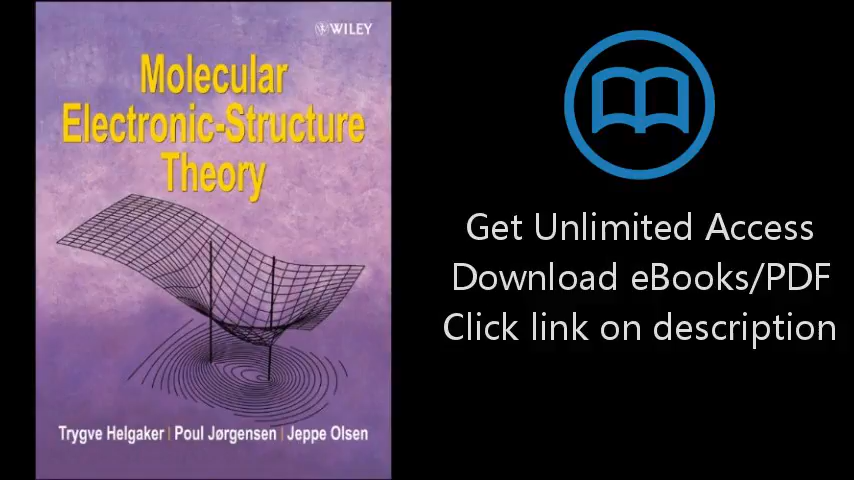 WILEY
Molecular
Electronic-Structure
Theory
Trygve Helgaker | Poul Jørgensen | Jeppe Olsen
Get Unlimited Access
Download eBooks/PDF
Click link on description